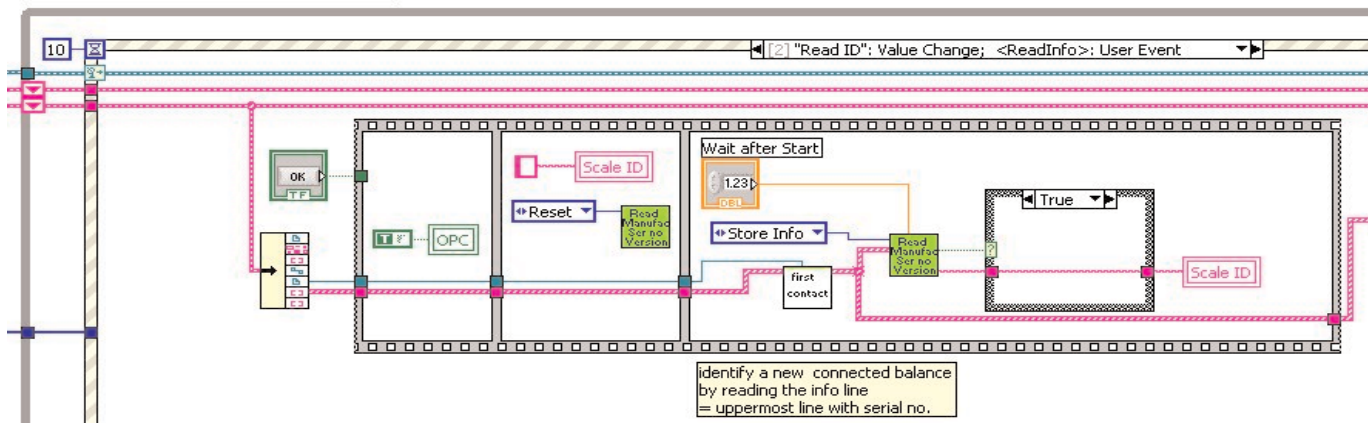 10
[2] "Read ID": Value Change; <ReadInfo>: User Event
Wait after Start
OK
TF
Scale ID
1.23
DBL
True
Reset
Read
Manufac
Ser no
Version
T F
OPC
Store Info
Read
Manufac
Ser no
Version
?
first
contact
Scale ID
identify a new connected balance
by reading the info line
= uppermost line with serial no.